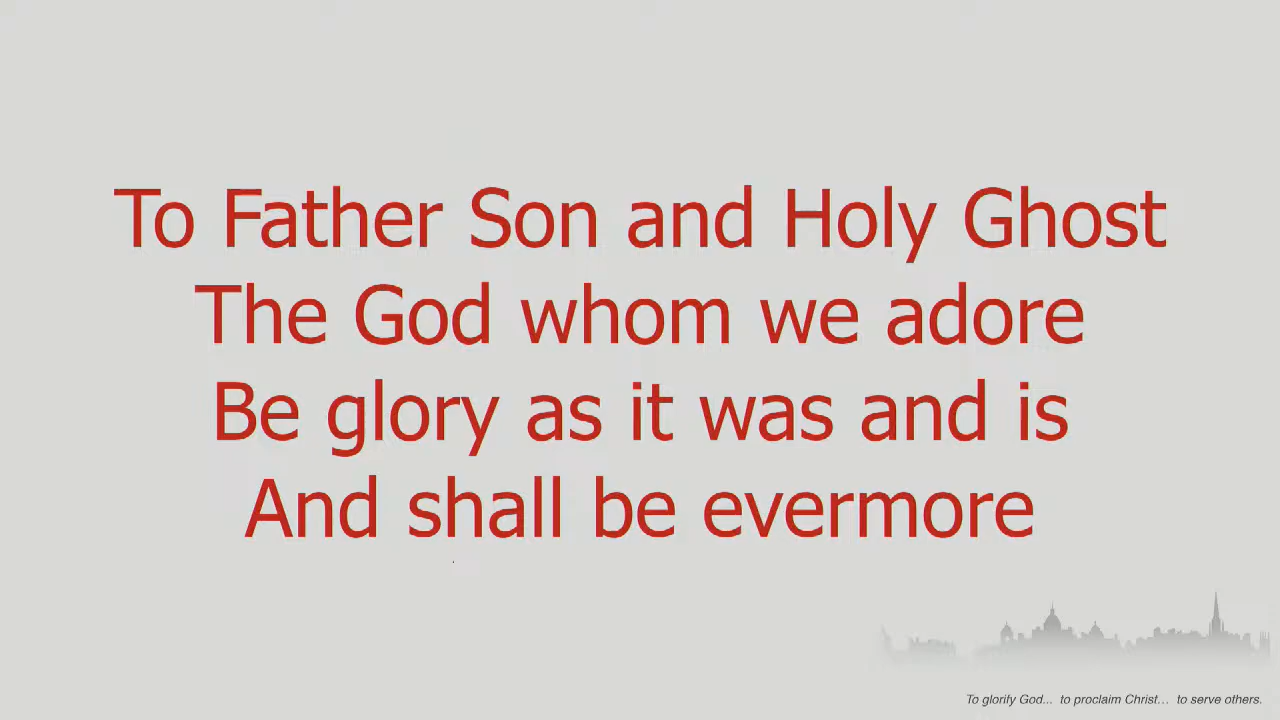 To Father Son and Holy Ghost
The God whom we adore
Be glory as it was and is
And shall be evermore
To glorify God... to proclaim Christ... to serve others.